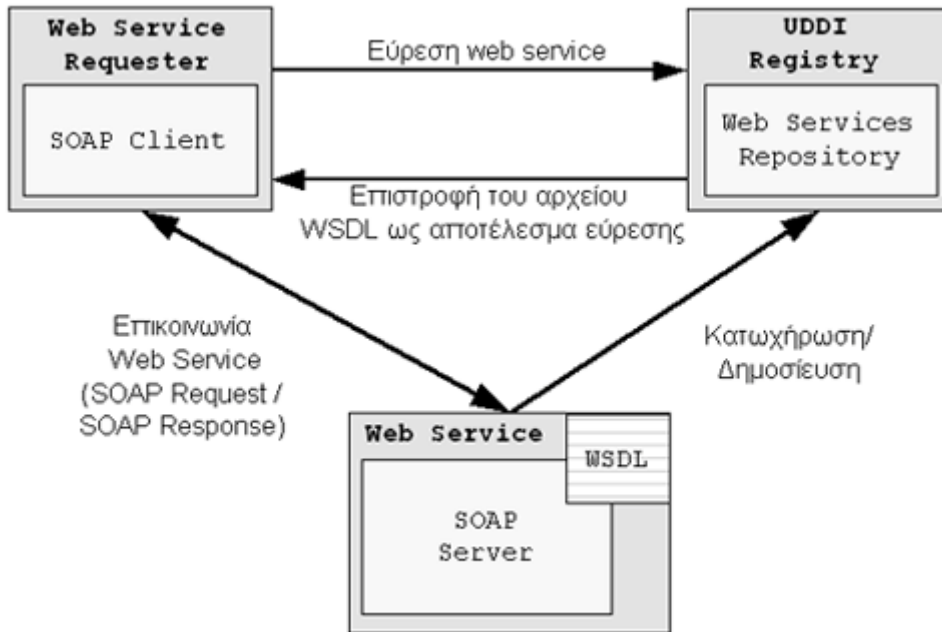 Web Service
Requester
SOAP Client
Εύρεση web service
UDDI
Registry
Web Services
Repository
Επιστροφή του αρχείου
WSDL ως αποτέλεσμα εύρεσης
Επικοινωνία
Web Service
(SOAP Request /
SOAP Response)
Κατωχήρωση/
Δημοσίευση
Web Service
WSDL
SOAP
Server